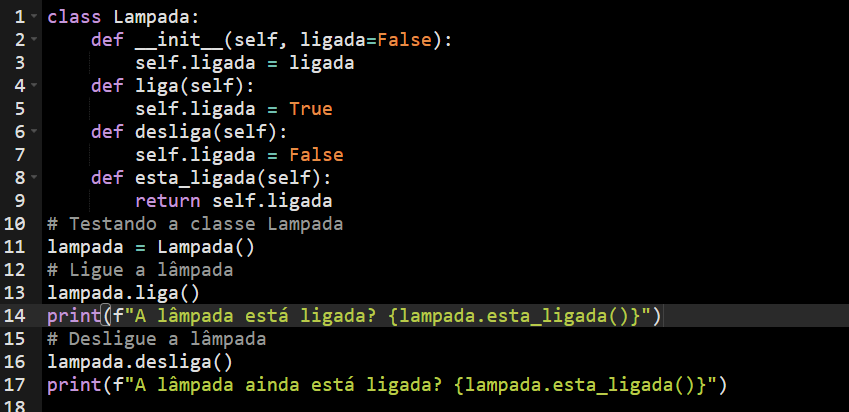 1 class Lampada:
2     def __init__(self, ligada=False):
3         self.ligada = ligada
4     def liga(self):
5         self.ligada = True
6     def desliga(self):
7         self.ligada = False
8     def esta_ligada(self):
9         return self.ligada
10 # Testando a classe Lampada
11 lampada = Lampada()
12 # Ligue a lâmpada
13 lampada.liga()
14 print(f"A lâmpada está ligada? {lampada.esta_ligada()}")
15 # Desligue a lâmpada
16 lampada.desliga()
17 print(f"A lâmpada ainda está ligada? {lampada.esta_ligada()}")
18